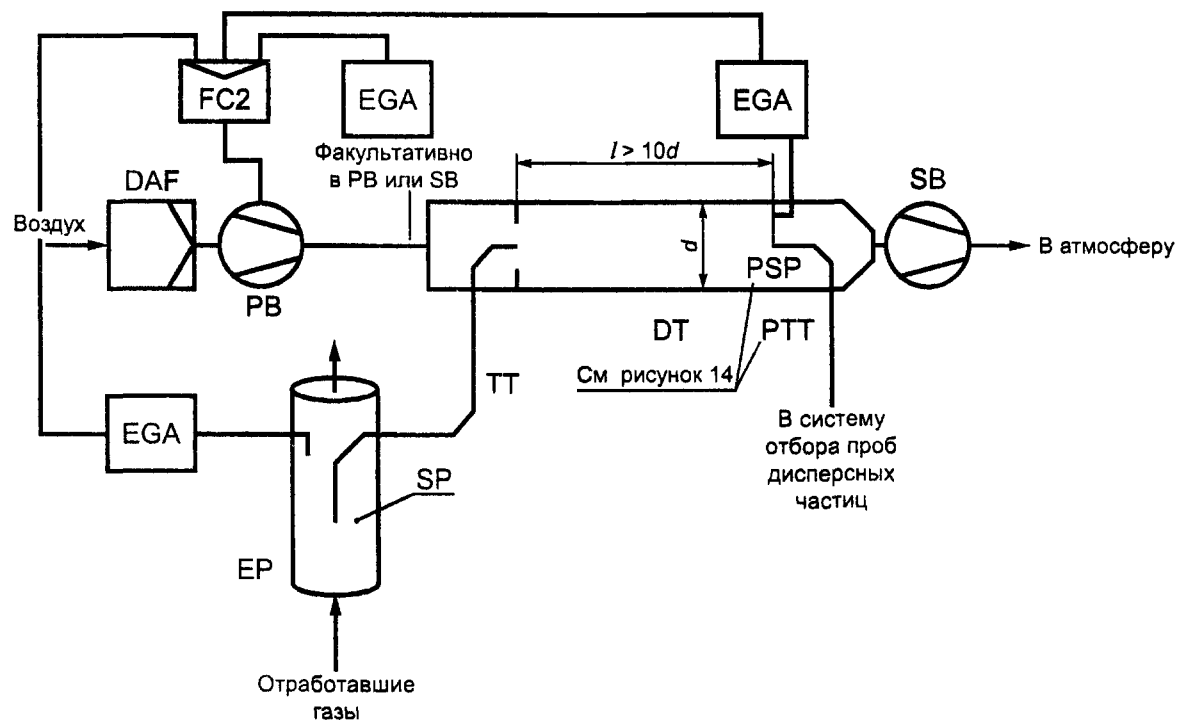 FC2
EGA
EGA
Факультативно
в PB или SB
l > 10d
DAF
SB
Воздух
d
В атмосферу
PSP
PB
DT
PTT
См рисунок 14
TT
EGA
В систему
отбора проб
дисперсных
частиц
SP
EP
Отработавшие
газы